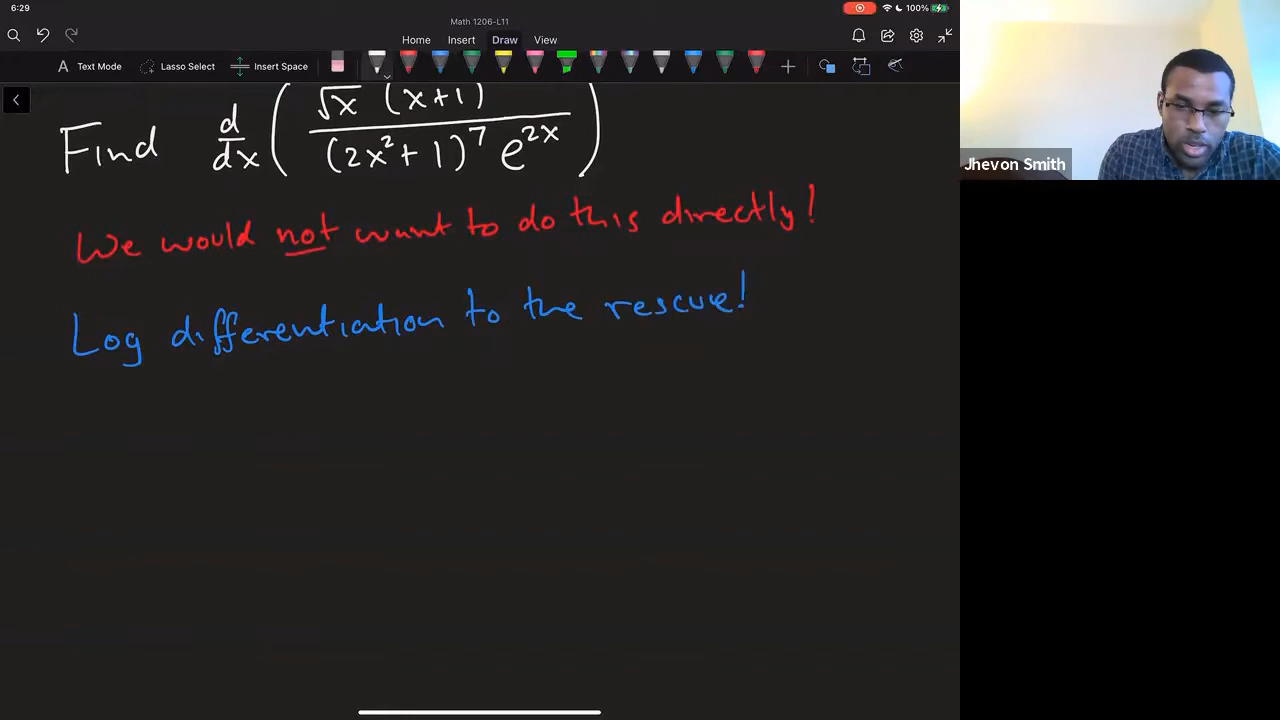 6:29
100%
Math 1206-L11
Home Insert Draw View
Text Mode Lasso Select Insert Space
Find d/dx ( √x (x+1) / (2x²+1)⁷ e²ˣ )
We would not want to do this directly!
Log differentiation to the rescue!
Jhevon Smith